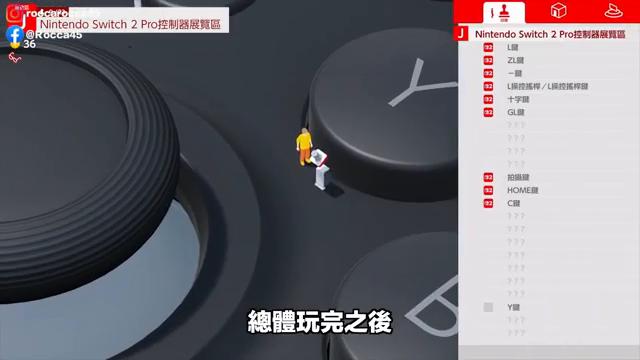 rocca
@Rocca45
Nintendo Switch 2 Pro控制器展覽區
36
Y
B
總體玩完之後
J
Nintendo Switch 2 Pro控制器展覽區
L鍵
ZL鍵
－鍵
L操控搖桿／L操控搖桿鍵
十字鍵
GL鍵
???
???
???
???
拍攝鍵
HOME鍵
C鍵
???
???
???
???
???
???
???
Y鍵
???
???